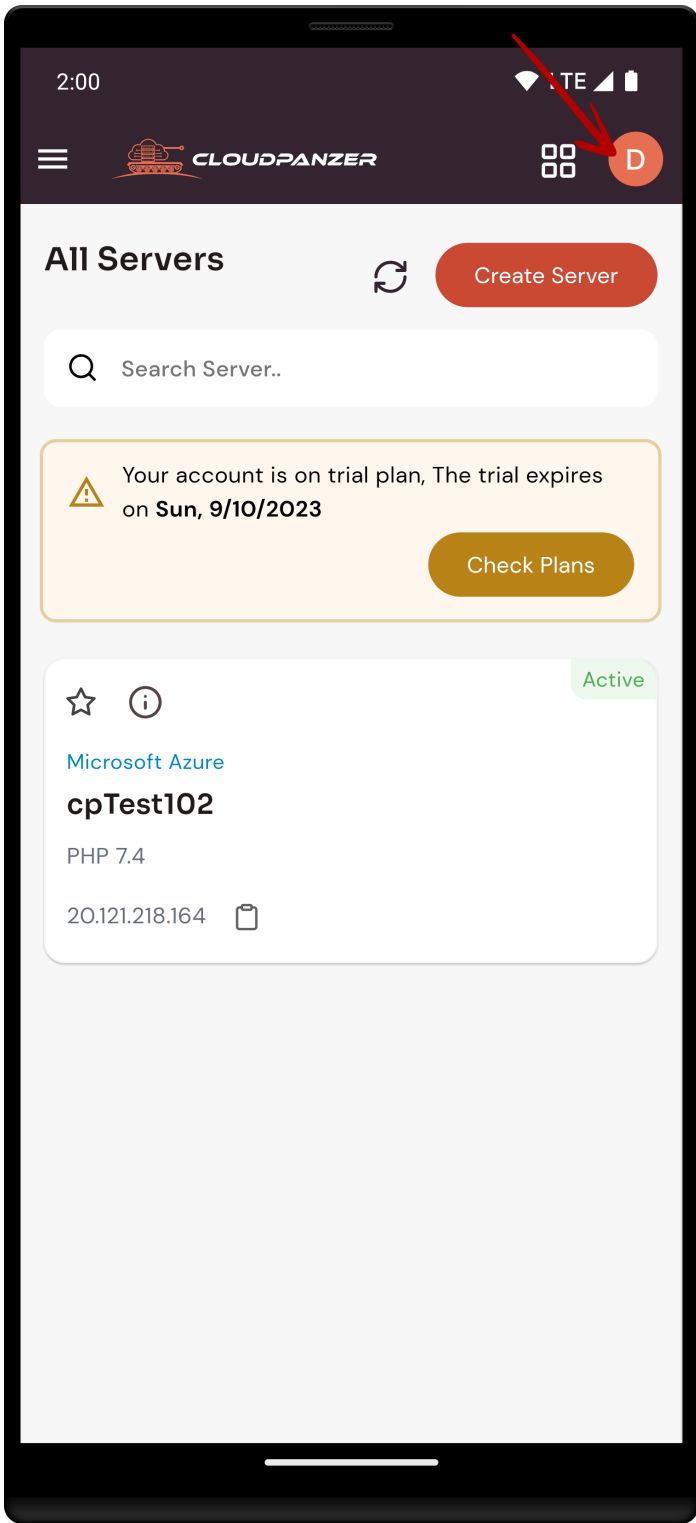 2:00
LTE
CLOUDPANZER
D
All Servers
Create Server
Search Server..
Your account is on trial plan, The trial expires
on Sun, 9/10/2023
Check Plans
Active
Microsoft Azure
cpTest102
PHP 7.4
20.121.218.164